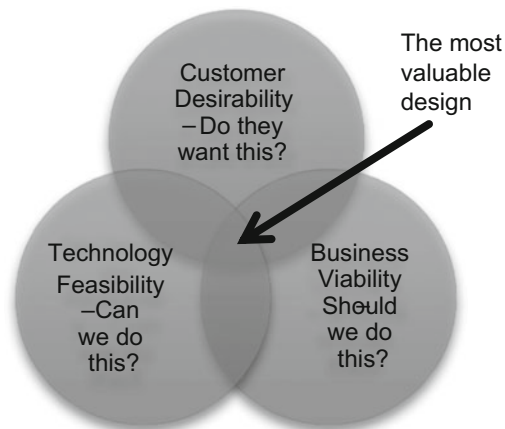 Customer
Desirability
–Do they
want this?
The most
valuable
design
Technology
Feasibility
–Can
we do
this?
Business
Viability
Should–
we do
this?